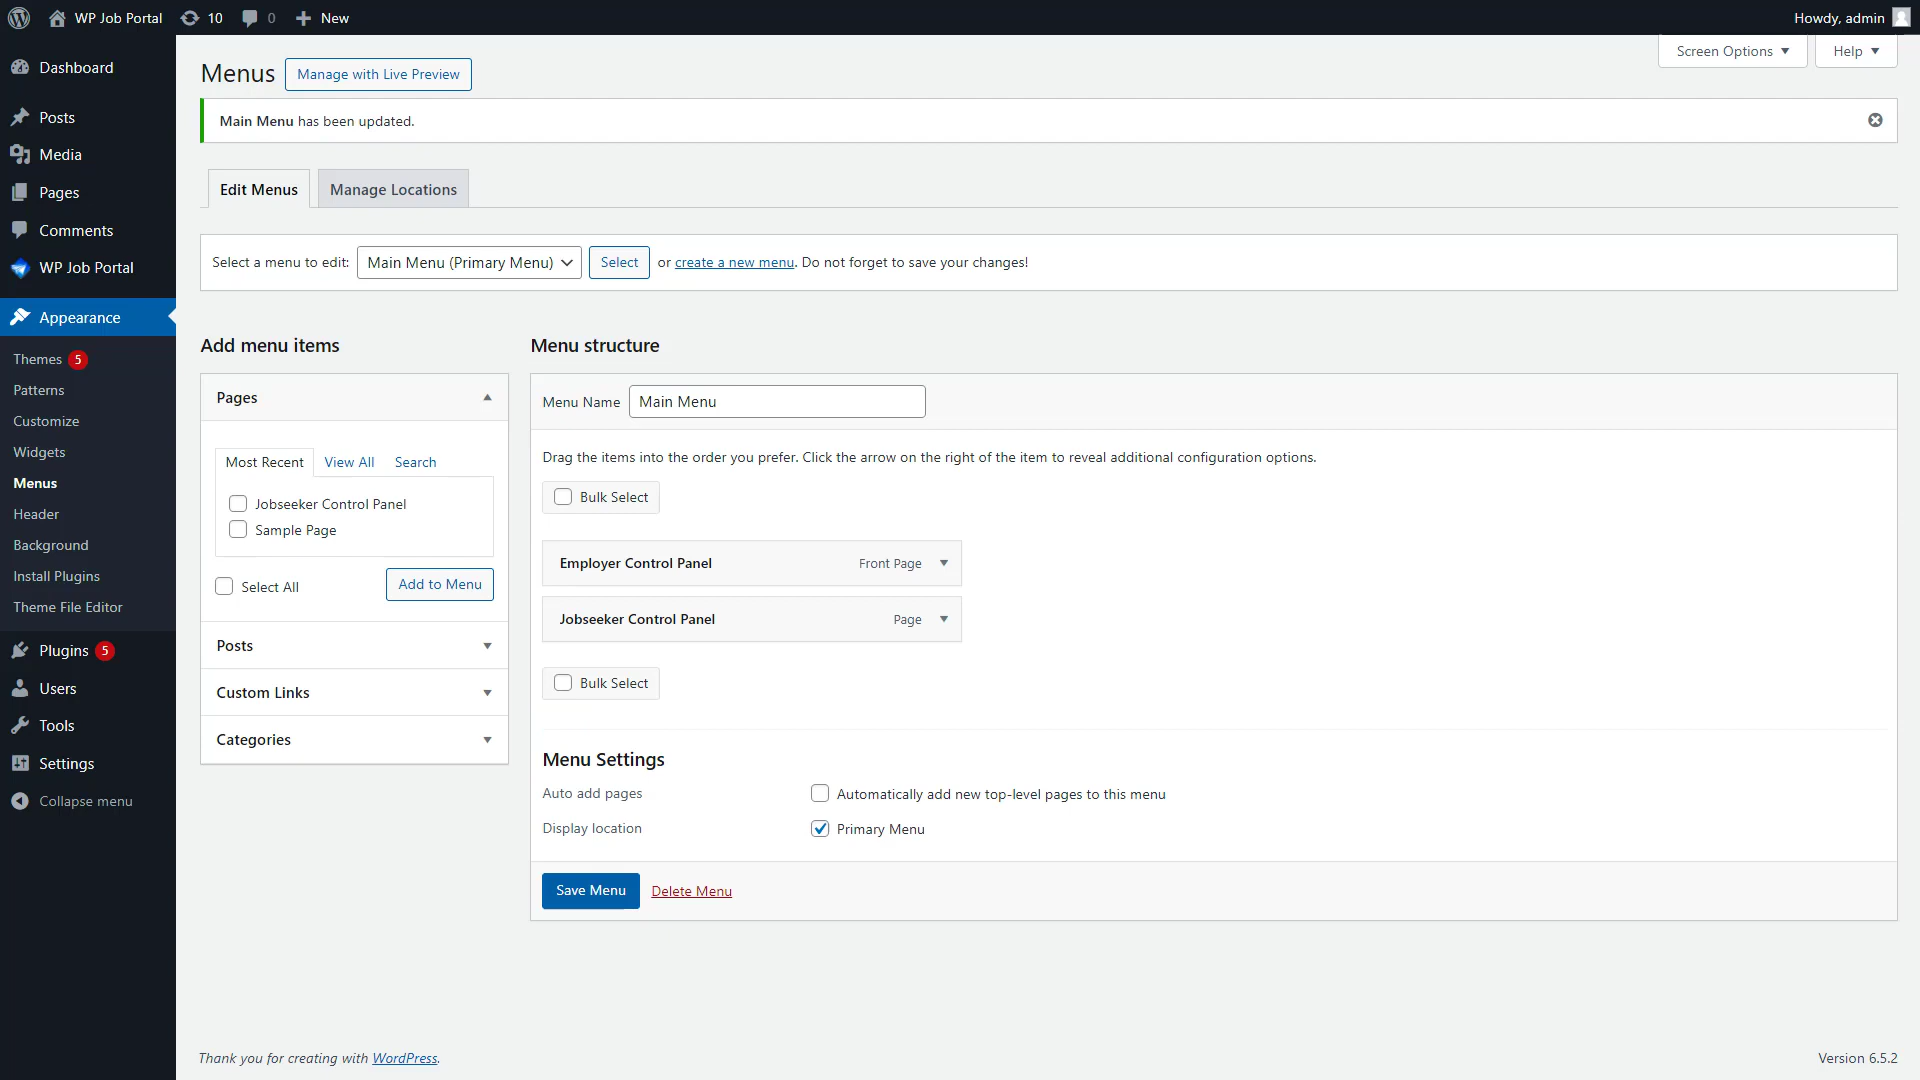 WP Job Portal 10 0 New Howdy, admin
Dashboard
Posts
Media
Pages
Comments
WP Job Portal
Appearance
Themes 5
Patterns
Customize
Widgets
Menus
Header
Background
Install Plugins
Theme File Editor
Plugins 5
Users
Tools
Settings
Collapse menu
Screen Options Help
Menus Manage with Live Preview
Main Menu has been updated.
Edit Menus Manage Locations
Select a menu to edit: Main Menu (Primary Menu) Select or create a new menu. Do not forget to save your changes!
Add menu items
Pages
Most Recent View All Search
Jobseeker Control Panel
Sample Page
Select All Add to Menu
Posts
Custom Links
Categories
Menu structure
Menu Name Main Menu
Drag the items into the order you prefer. Click the arrow on the right of the item to reveal additional configuration options.
Bulk Select
Employer Control Panel Front Page
Jobseeker Control Panel Page
Bulk Select
Menu Settings
Auto add pages Automatically add new top-level pages to this menu
Display location Primary Menu
Save Menu Delete Menu
Thank you for creating with WordPress. Version 6.5.2